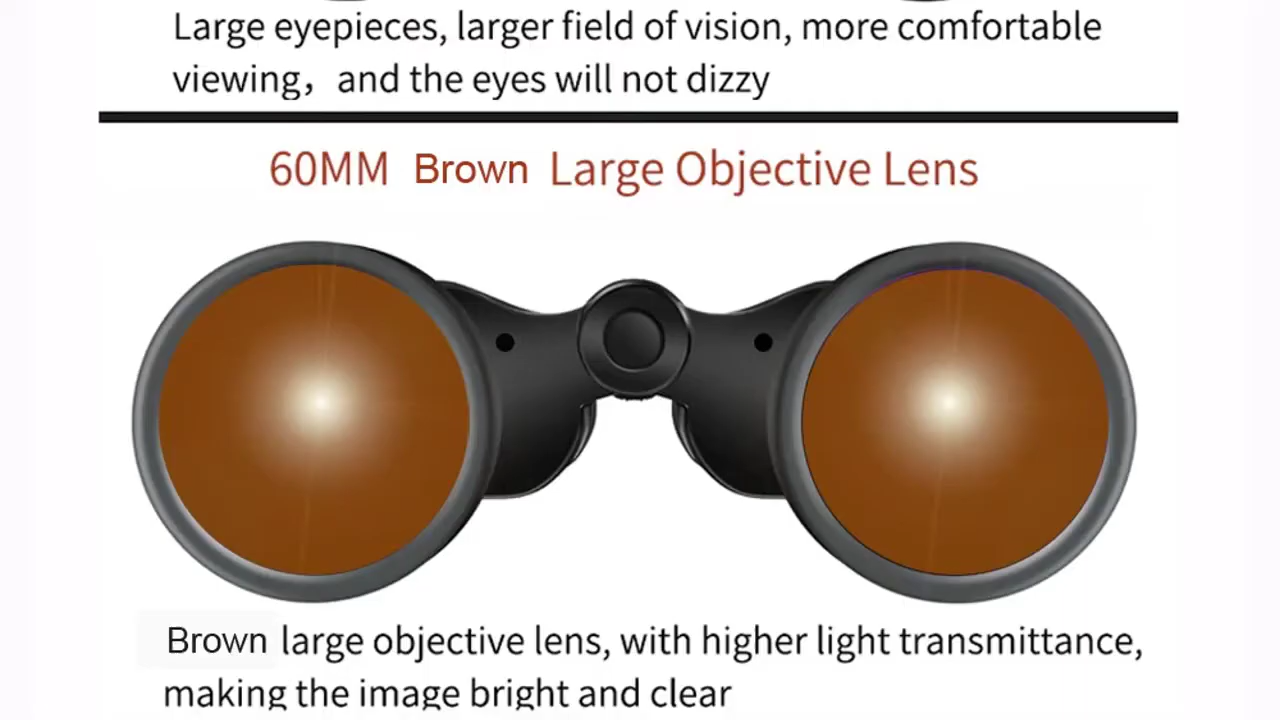 Large eyepieces, larger field of vision, more comfortable
viewing，and the eyes will not dizzy
60MM Brown Large Objective Lens
Brown large objective lens, with higher light transmittance,
making the image bright and clear